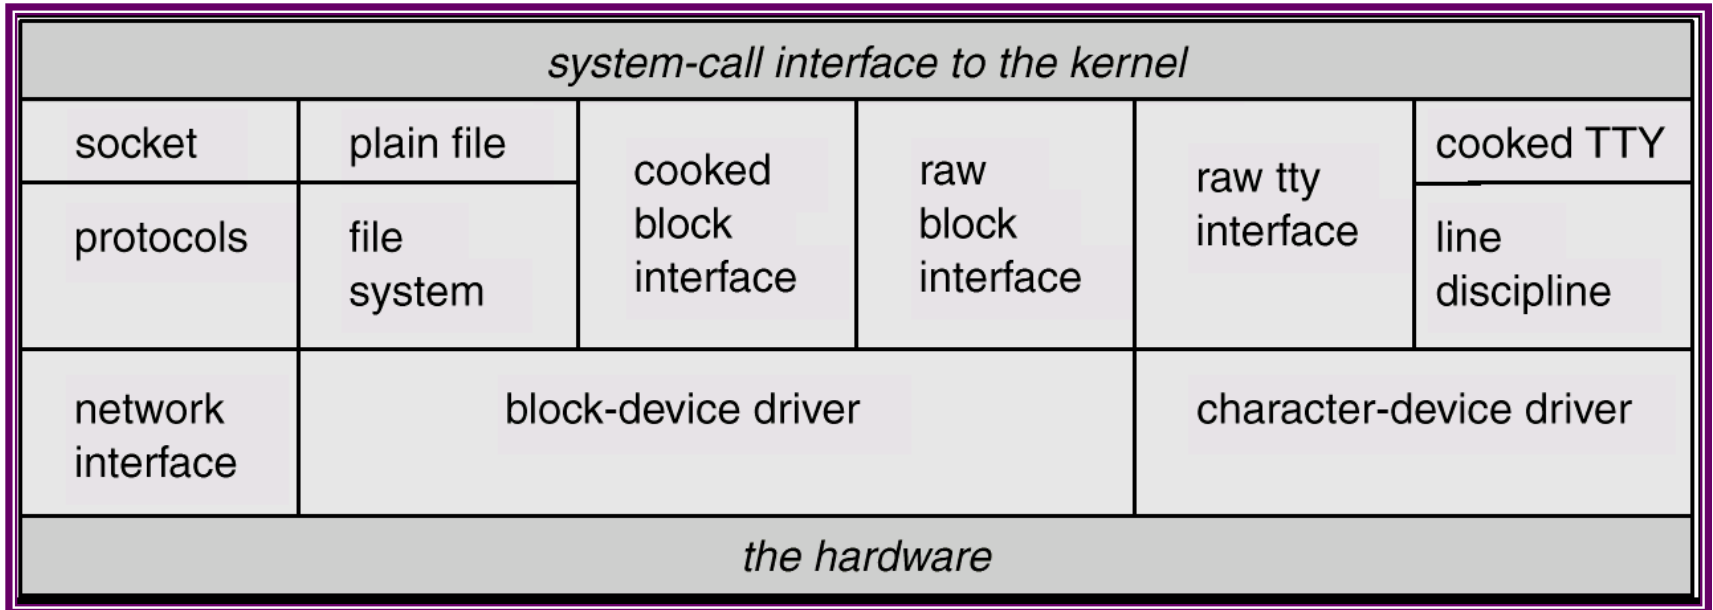 system-call interface to the kernel
socket
plain file
cooked
block
interface
raw
block
interface
raw tty
interface
cooked TTY
protocols
file
system
line
discipline
network
interface
block-device driver
character-device driver
the hardware